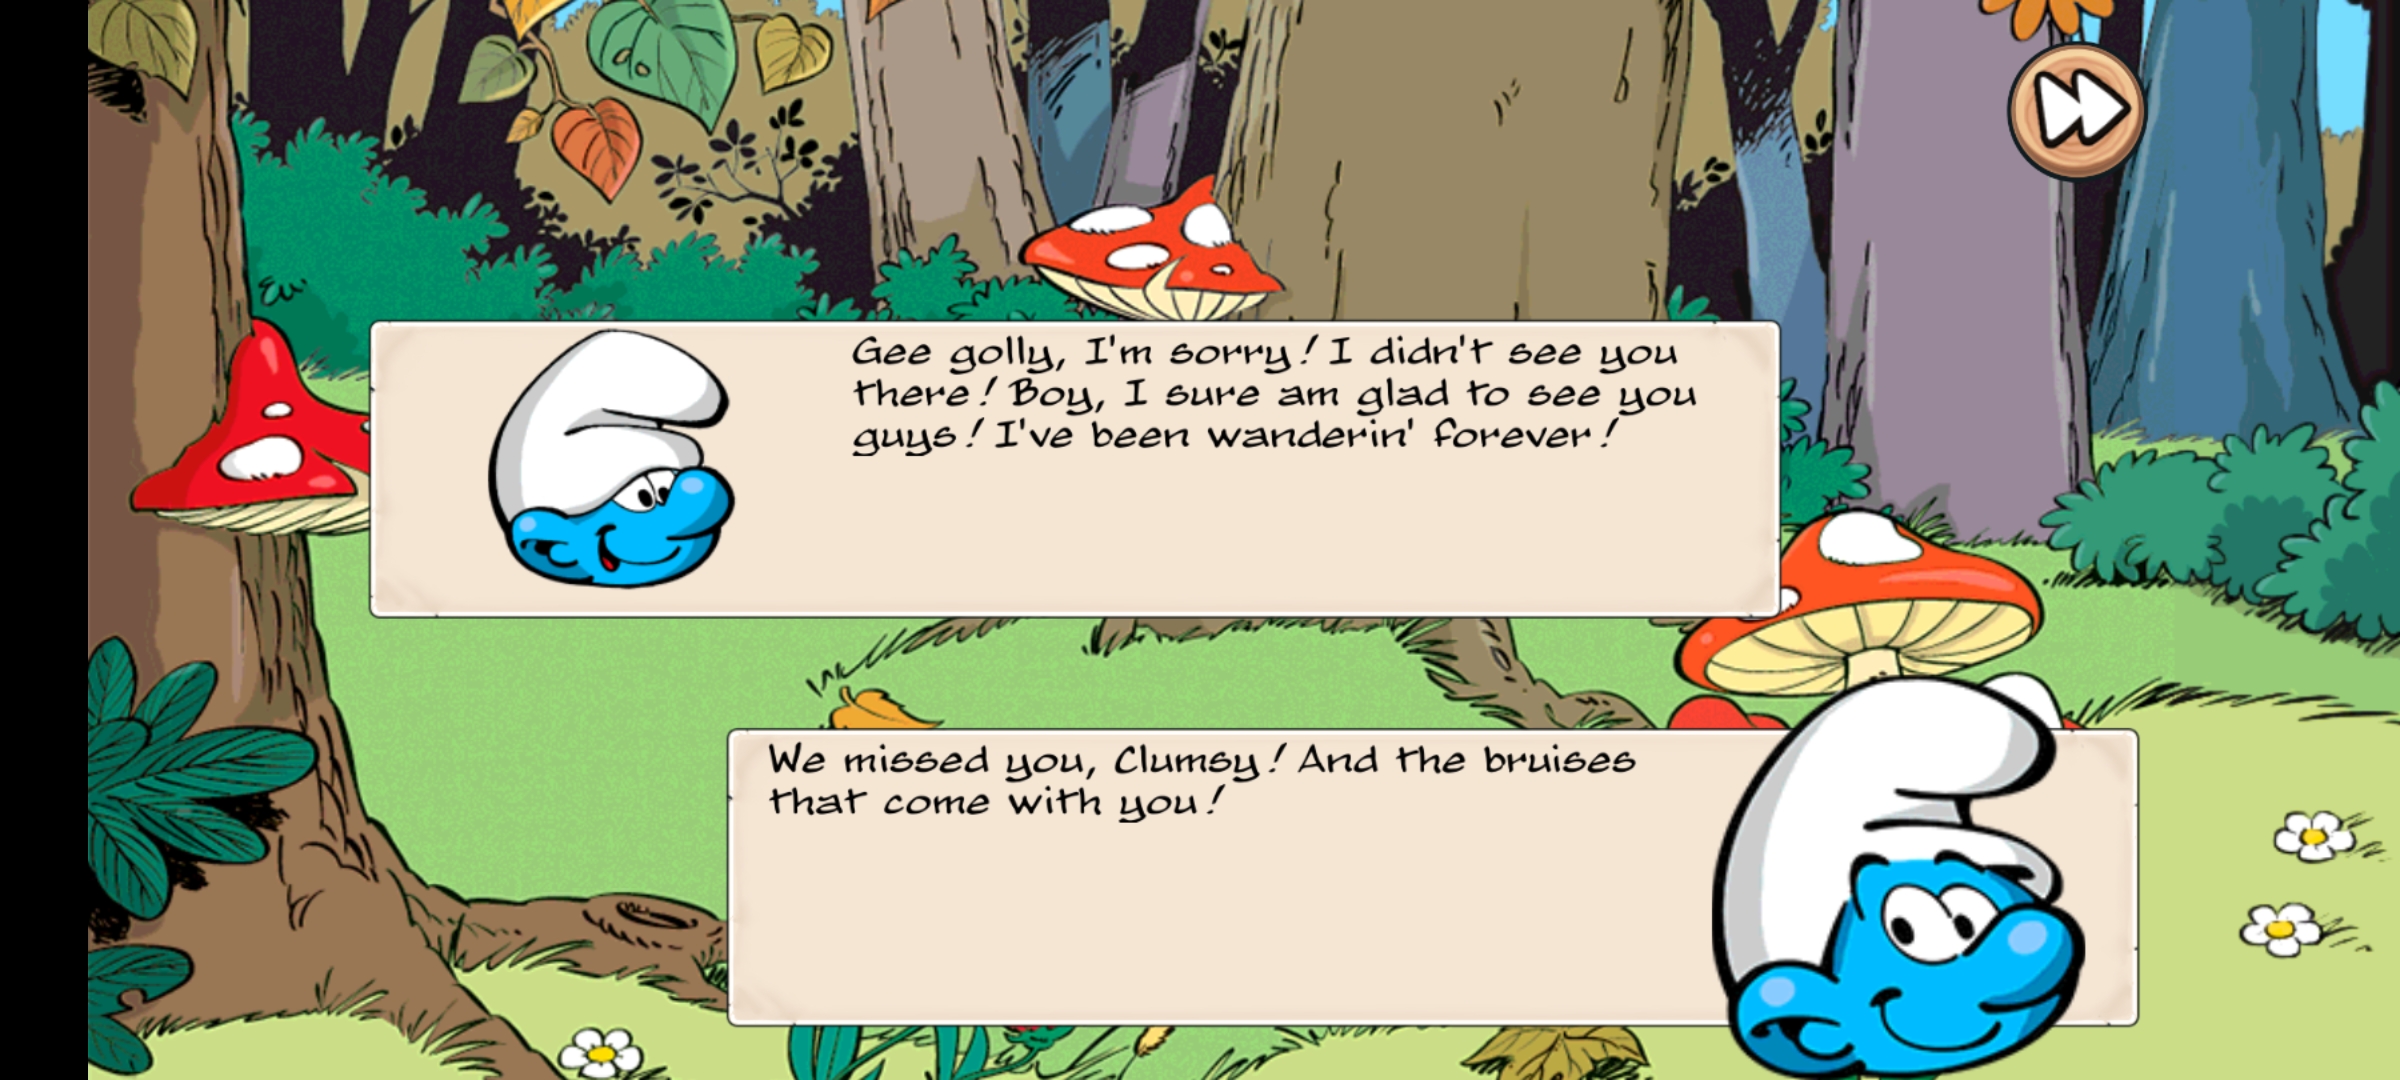 Gee golly, I'm sorry! I didn't see you
there! Boy, I sure am glad to see you
guys! I've been wanderin' forever!
We missed you, Clumsy! And the bruises
that come with you!